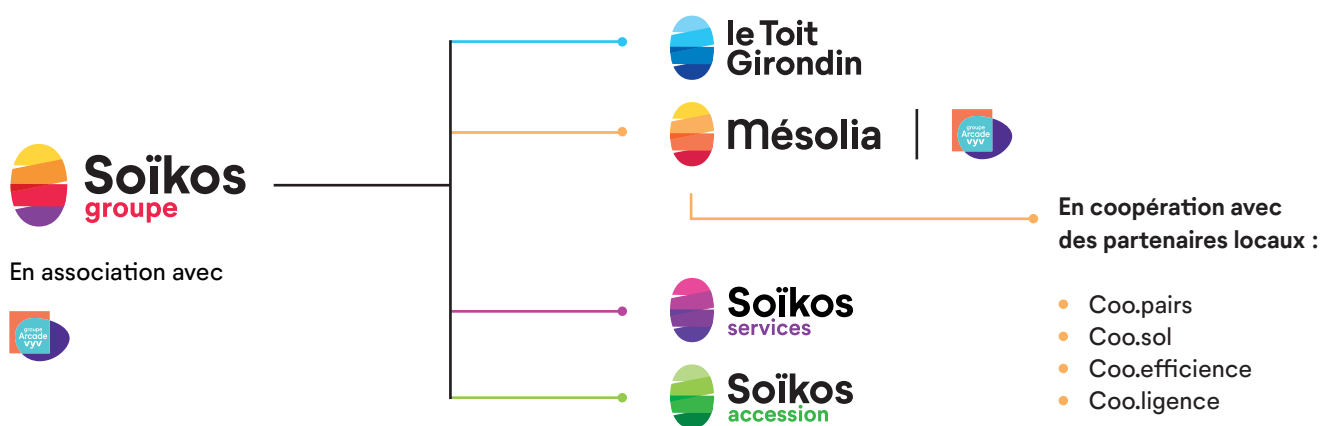 Soïkos
groupe
En association avec
groupe
Arcade
vyv
le Toit
Girondin
mésolia
groupe
Arcade
vyv
En coopération avec
des partenaires locaux :
• Coo.pairs
• Coo.sol
• Coo.efficience
• Coo.ligence
Soïkos
services
Soïkos
accession